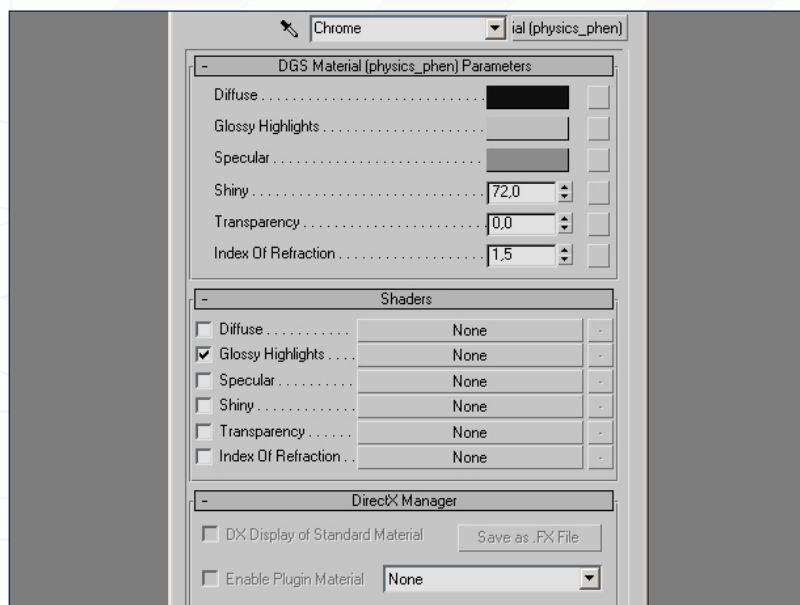 Chrome ial (physics_phen)
- DGS Material (physics_phen) Parameters
Diffuse . . . . . . . . . . . . . . . . . . . . . . . . . . . .
Glossy Highlights . . . . . . . . . . . . . . . . . . . . .
Specular . . . . . . . . . . . . . . . . . . . . . . . . . . .
Shiny . . . . . . . . . . . . . . . . . . . . . . . . . . . . . . 72,0
Transparency . . . . . . . . . . . . . . . . . . . . . . . 0,0
Index Of Refraction . . . . . . . . . . . . . . . . . . . 1,5
- Shaders
Diffuse . . . . . . . . . . . None -
Glossy Highlights . . . . None -
Specular . . . . . . . . . . None -
Shiny . . . . . . . . . . . . . None -
Transparency . . . . . . None -
Index Of Refraction . . None -
- DirectX Manager
DX Display of Standard Material Save as .FX File
Enable Plugin Material None